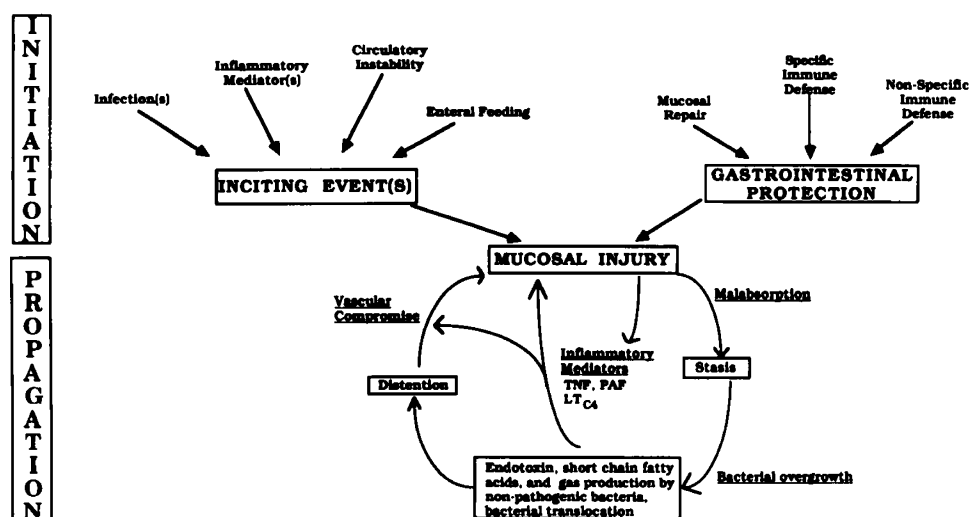 INITIATION
Infection(s)
Inflammatory
Mediator(s)
Circulatory
Instability
Enteral Feeding
Specific
Immune
Defense
Mucosal
Repair
Non-Specific
Immune
Defense
INCITING EVENT(S)
GASTROINTESTINAL
PROTECTION
PROPAGATION
MUCOSAL INJURY
Vascular
Compromise
Malabsorption
Inflammatory
Mediators
TNF, PAF
LTC4
Stasis
Distention
Endotoxin, short chain fatty
acids, and gas production by
non-pathogenic bacteria,
bacterial translocation
Bacterial overgrowth